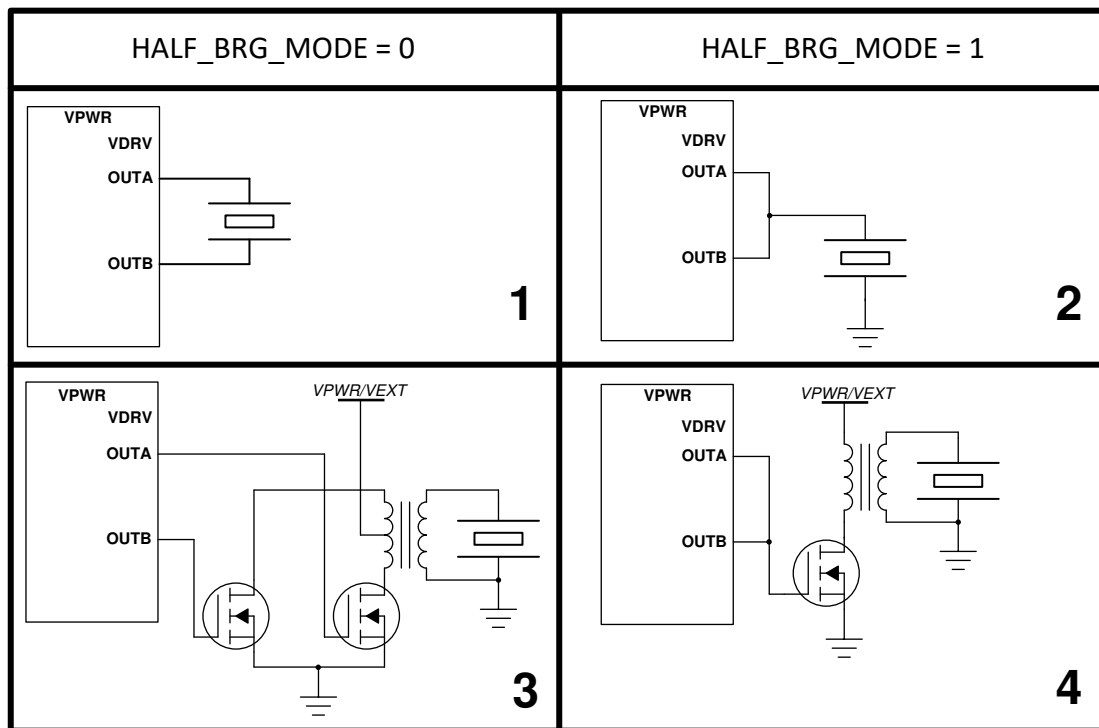 HALF_BRG_MODE = 0
HALF_BRG_MODE = 1
VPWR
VDRV
OUTA
OUTB
1
VPWR
VDRV
OUTA
OUTB
2
VPWR
VDRV
OUTA
OUTB
VPWR/VEXT
3
VPWR
VDRV
OUTA
OUTB
VPWR/VEXT
4